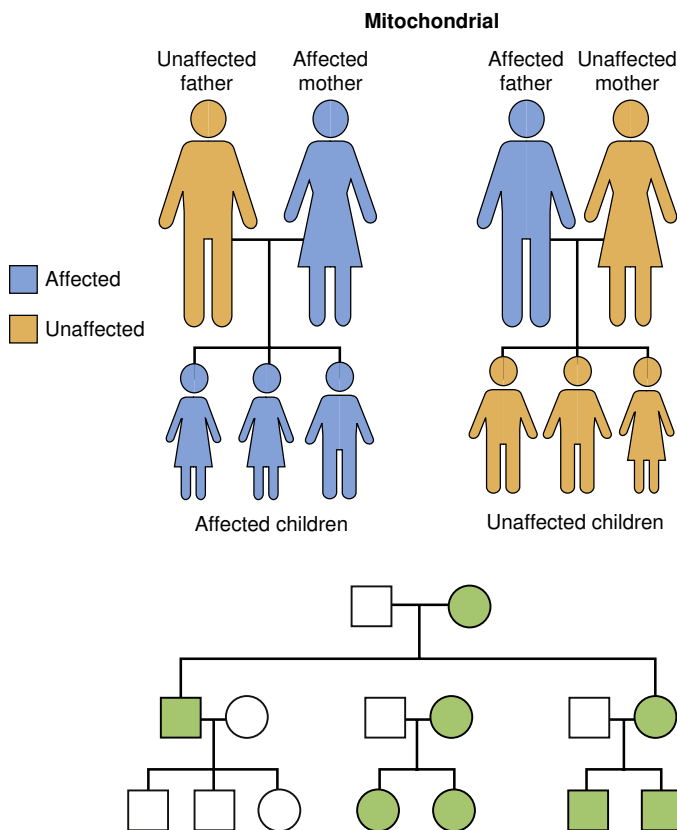 Mitochondrial
Unaffected
father
Affected
mother
Affected
father
Unaffected
mother
Affected
Unaffected
Affected children
Unaffected children